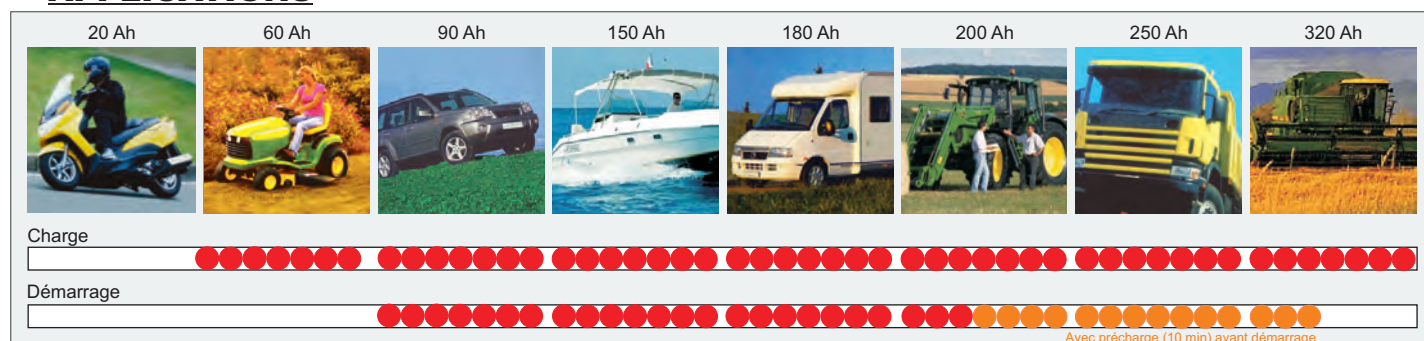 APPLICATIONS
20 Ah 60 Ah 90 Ah 150 Ah 180 Ah 200 Ah 250 Ah 320 Ah
Charge
Démarrage
Avec précharge (10 min) avant démarrage